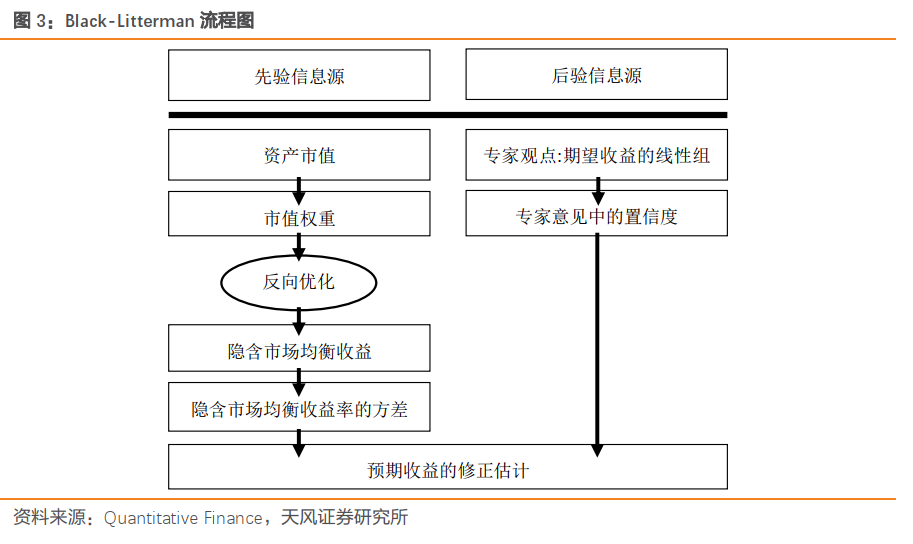 图 3：Black-Litterman 流程图
先验信息源
后验信息源
资产市值
专家观点:期望收益的线性组
市值权重
专家意见中的置信度
反向优化
隐含市场均衡收益
隐含市场均衡收益率的方差
预期收益的修正估计
资料来源：Quantitative Finance，天风证券研究所